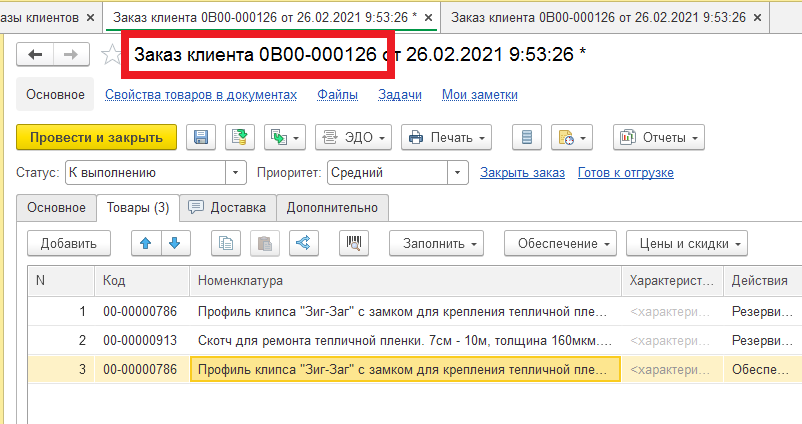 азы клиентов × Заказ клиента 0В00-000126 от 26.02.2021 9:53:26 * × Заказ клиента 0В00-000126 от 26.02.2021 9:53:26 ×
Заказ клиента 0В00-000126 от 26.02.2021 9:53:26 *
Основное Свойства товаров в документах Файлы Задачи Мои заметки
Провести и закрыть ЭДО Печать Отчеты
Статус: К выполнению Приоритет: Средний Закрыть заказ Готов к отгрузке
Основное Товары (3) Доставка Дополнительно
Добавить Заполнить Обеспечение Цены и скидки
N Код Номенклатура Характерист... Действия
1 00-00000786 Профиль клипса "Зиг-Заг" с замком для крепления тепличной пле... <характери... Резерви...
2 00-00000913 Скотч для ремонта тепличной пленки. 7см - 10м, толщина 160мкм.... <характери... Резерви...
3 00-00000786 Профиль клипса "Зиг-Заг" с замком для крепления тепличной пле... <характери... Обеспе...